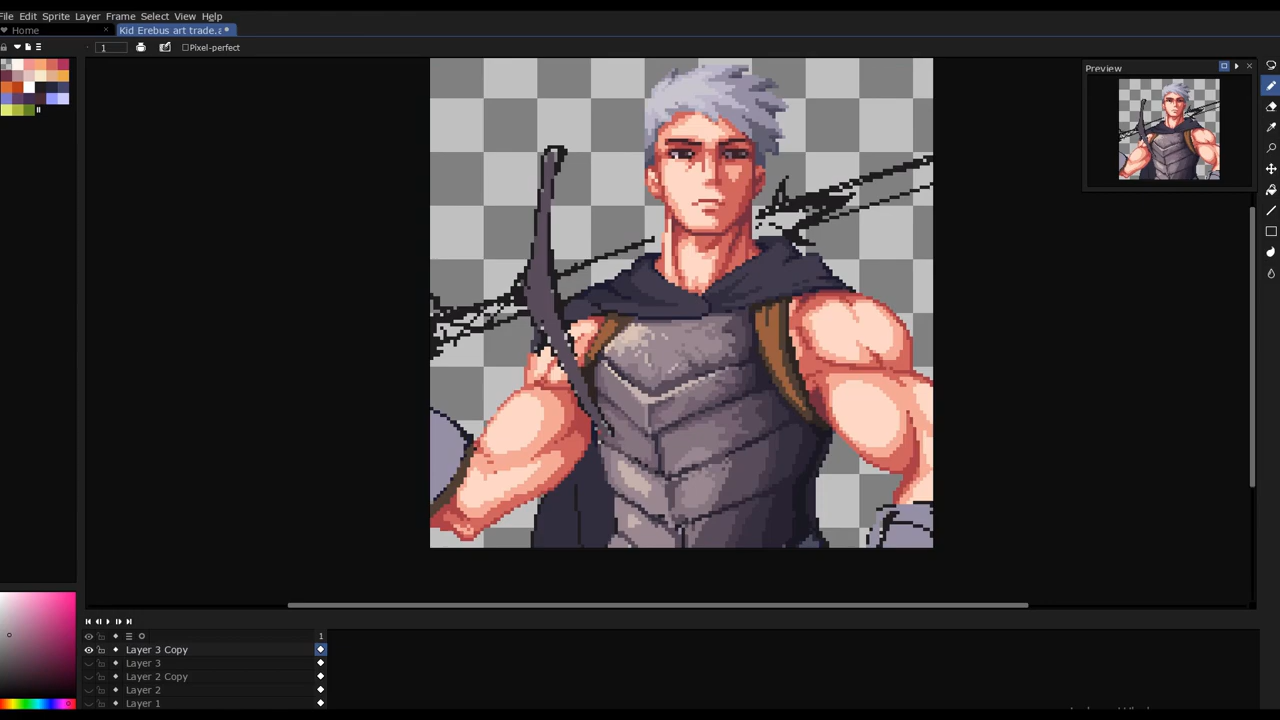 File Edit Sprite Layer Frame Select View Help
Home
Kid Erebus art trade.a
1
Pixel-perfect
Preview
1
Layer 3 Copy
Layer 3
Layer 2 Copy
Layer 2
Layer 1